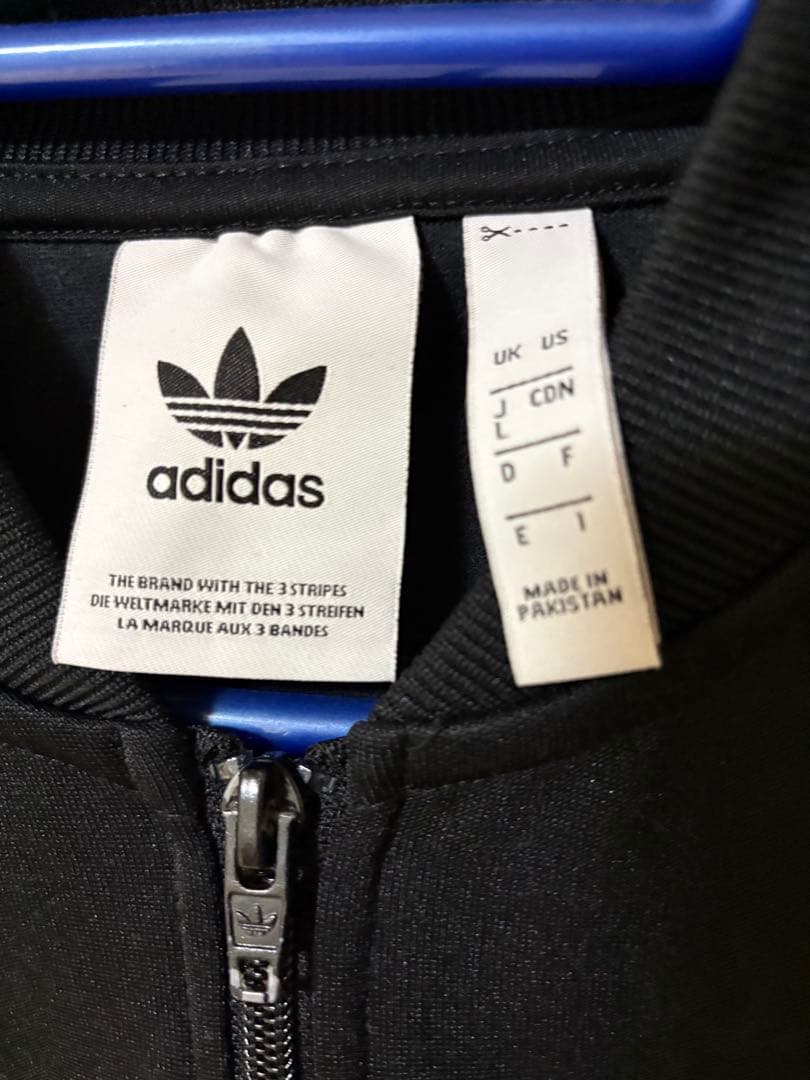 adidas
THE BRAND WITH THE 3 STRIPES
DIE WELTMARKE MIT DEN 3 STREIFEN
LA MARQUE AUX 3 BANDES
UK US
J CDN
L
D F
E I
MADE IN
PAKISTAN